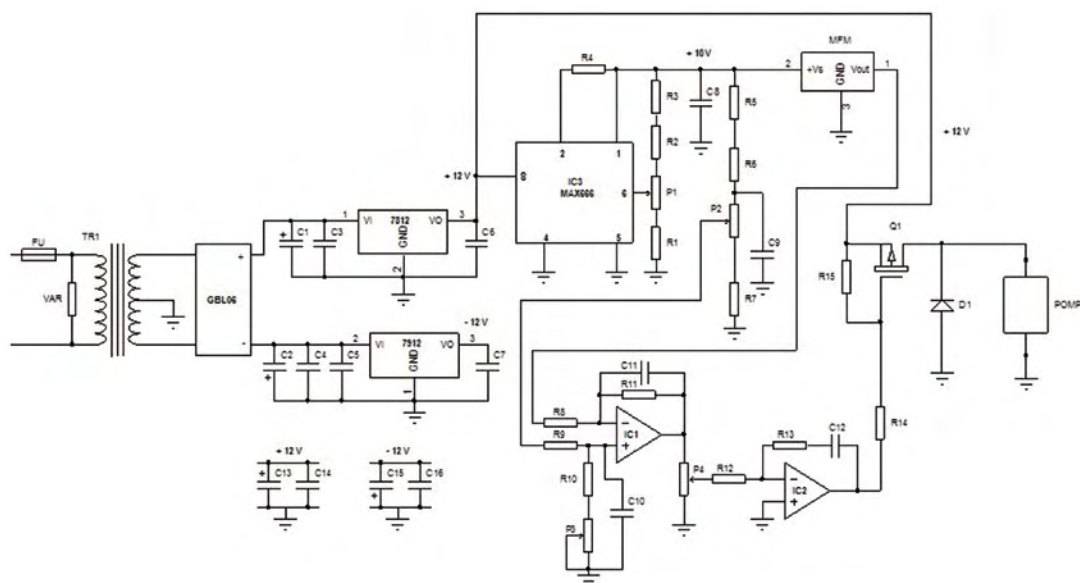 FU
TR1
VAR
GBL06
+
-
+ 12 V
1
VI
7812
VO
3
GND
2
C1
C3
C6
- 12 V
2
VI
7912
VO
3
GND
1
C2
C4
C5
C7
+ 12 V
C13
C14
- 12 V
C15
C16
R4
2
1
8
IC3
MAX666
6
4
5
R3
R2
P1
R1
+ 10V
C8
R5
R6
P2
C9
R7
MFM
2
+Vs
GND
Vout
1
3
+ 12 V
Q1
R15
D1
POMP
R14
C11
R11
R8
R9
IC1
R10
C10
P4
R12
R13
C12
IC2